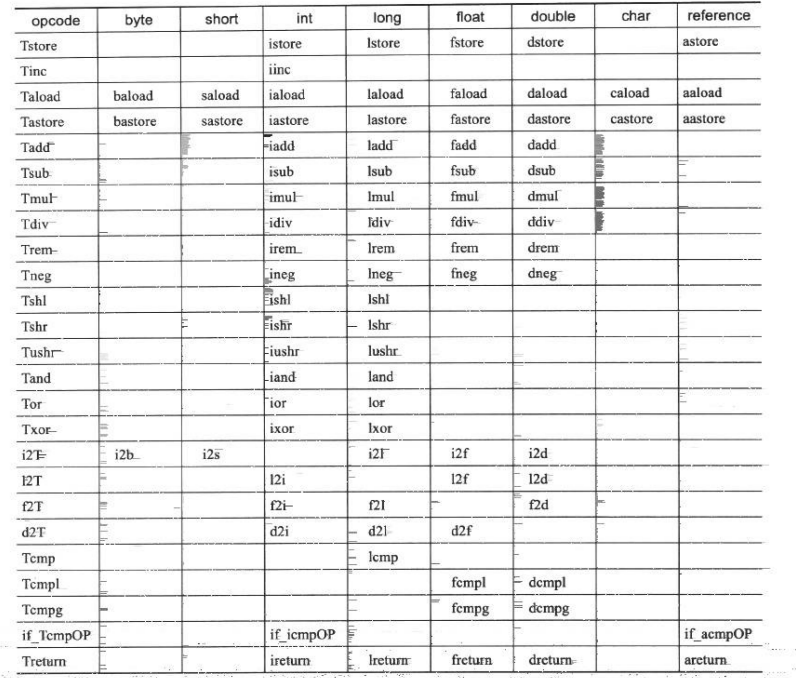 opcode byte short int long float double char reference
Tstore istore lstore fstore dstore astore
Tinc iinc
Taload baload saload iaload laload faload daload caload aaload
Tastore bastore sastore iastore lastore fastore dastore castore aastore
Tadd iadd ladd fadd dadd
Tsub isub lsub fsub dsub
Tmul imul lmul fmul dmul
Tdiv idiv ldiv fdiv ddiv
Trem irem lrem frem drem
Tneg ineg lneg fneg dneg
Tshl ishl lshl
Tshr ishr lshr
Tushr iushr lushr
Tand iand land
Tor ior lor
Txor ixor lxor
i2T i2b i2s i2l i2f i2d
l2T l2i l2f l2d
f2T f2i f2l f2d
d2T d2i d2l d2f
Tcmp lcmp
Tcmpl fcmpl dcmpl
Tcmpg fcmpg dcmpg
if_TcmpOP if_icmpOP if_acmpOP
Treturn ireturn lreturn freturn dreturn areturn